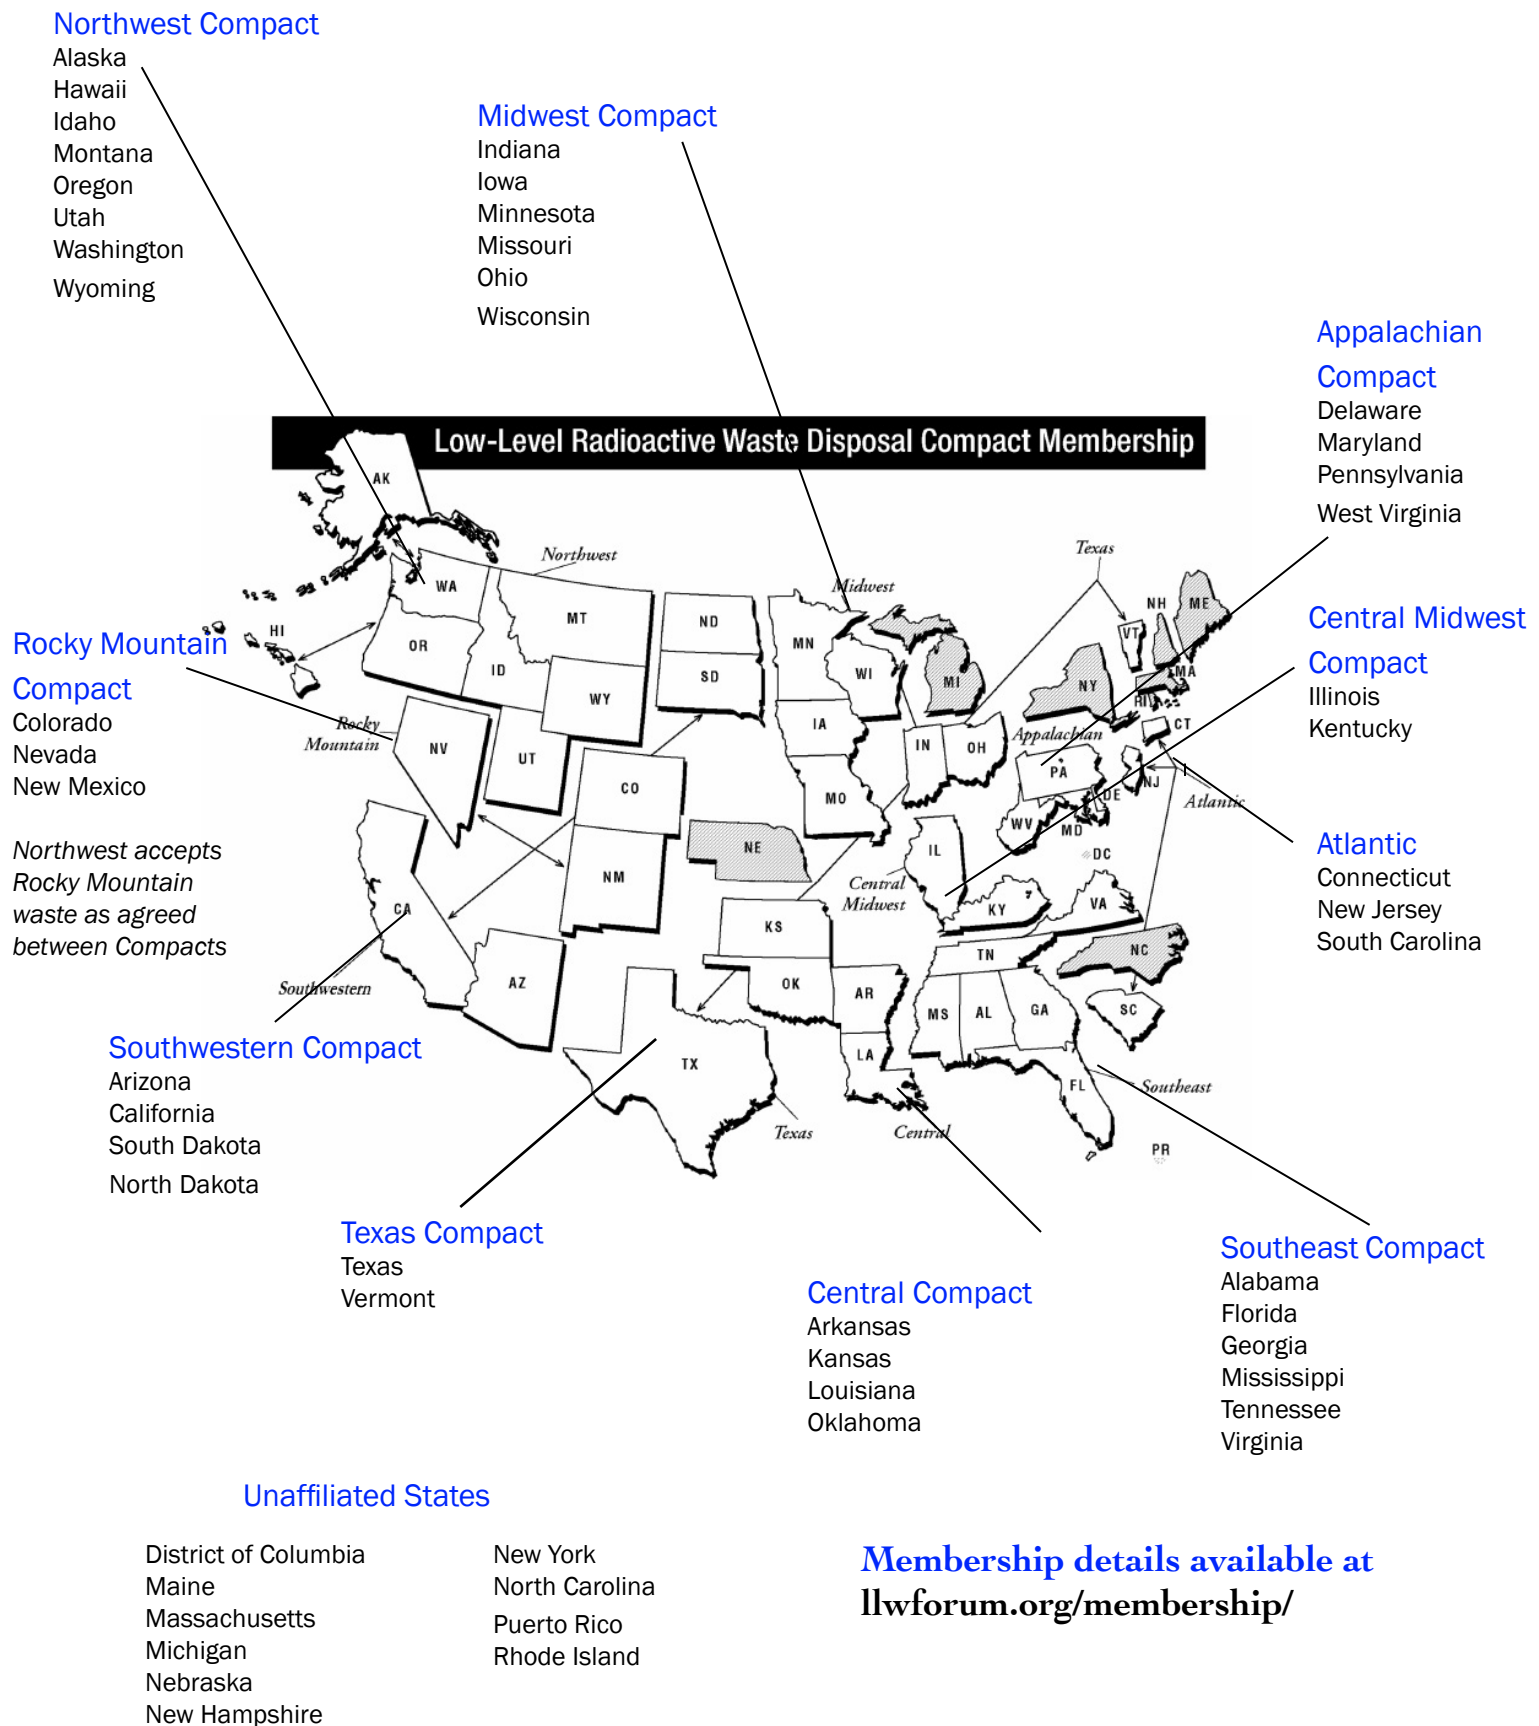 Northwest Compact
Alaska
Hawaii
Idaho
Montana
Oregon
Utah
Washington
Wyoming
Midwest Compact
Indiana
Iowa
Minnesota
Missouri
Ohio
Wisconsin
Appalachian
Compact
Delaware
Maryland
Pennsylvania
West Virginia
Central Midwest
Compact
Illinois
Kentucky
Rocky Mountain
Compact
Colorado
Nevada
New Mexico
Northwest accepts
Rocky Mountain
waste as agreed
between Compacts
Low-Level Radioactive Waste Disposal Compact Membership
AK
Northwest
Texas
Midwest
WA
MT
ND
MN
VT
NH
ME
HI
OR
ID
SD
WI
MI
NY
MA
RI
WY
IA
CT
Rocky
Mountain
NV
UT
IN
OH
Appalachian
PA
NJ
DE
Atlantic
CO
MO
WV
MD
NE
IL
DC
NM
Central
Midwest
KY
VA
CA
KS
TN
NC
Southwestern
AZ
OK
AR
MS
AL
GA
SC
TX
LA
FL
Southeast
Texas
Central
PR
Atlantic
Connecticut
New Jersey
South Carolina
Southwestern Compact
Arizona
California
South Dakota
North Dakota
Texas Compact
Texas
Vermont
Central Compact
Arkansas
Kansas
Louisiana
Oklahoma
Southeast Compact
Alabama
Florida
Georgia
Mississippi
Tennessee
Virginia
Unaffiliated States
District of Columbia
Maine
Massachusetts
Michigan
Nebraska
New Hampshire
New York
North Carolina
Puerto Rico
Rhode Island
Membership details available at
llwforum.org/membership/